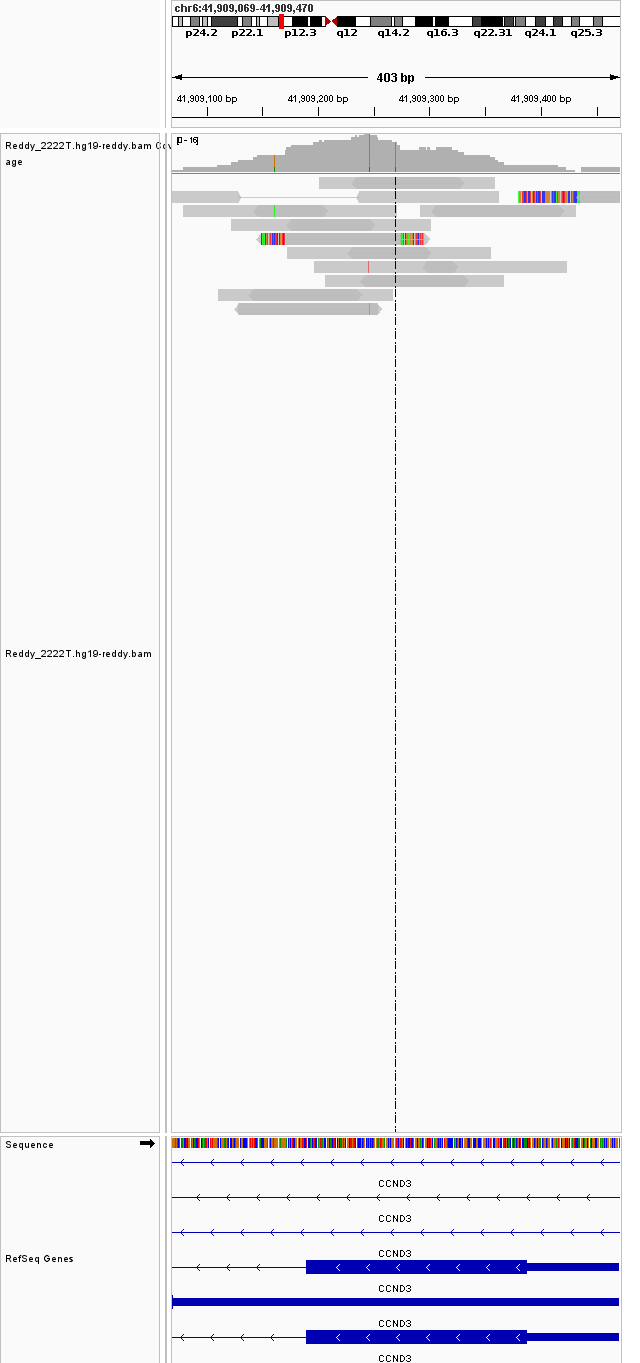 chr6:41,909,069-41,909,470
p24.2 p22.1 p12.3 q12 q14.2 q16.3 q22.31 q24.1 q25.3
403 bp
41,909,100 bp 41,909,200 bp 41,909,300 bp 41,909,400 bp
Reddy_2222T.hg19-reddy.bam Cov
age
[0 - 16]
Reddy_2222T.hg19-reddy.bam
Sequence
CCND3
CCND3
CCND3
RefSeq Genes
CCND3
CCND3
CCND3